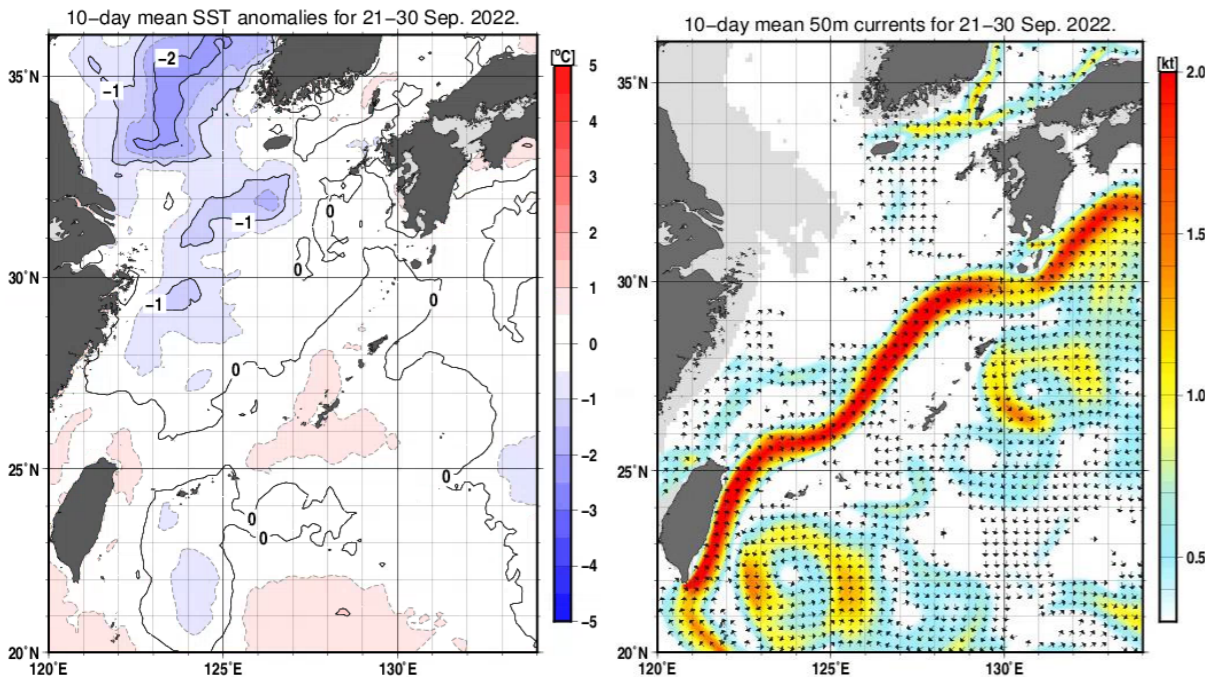 10-day mean SST anomalies for 21-30 Sep. 2022.
[°C]
35°N
30°N
25°N
20°N
120°E
125°E
130°E
-2
-1
-1
-1
0
0
0
0
0
0
0
5
4
3
2
1
0
-1
-2
-3
-4
-5
10-day mean 50m currents for 21-30 Sep. 2022.
[kt]
35°N
30°N
25°N
20°N
120°E
125°E
130°E
2.0
1.5
1.0
0.5